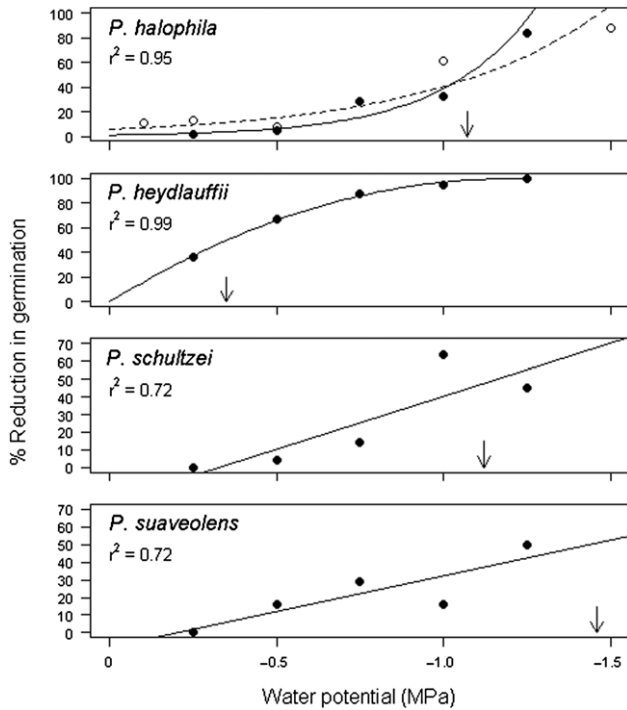 % Reduction in germination
P. halophila
r² = 0.95
100
80
60
40
20
0
P. heydlauffii
r² = 0.99
100
80
60
40
20
0
P. schultzei
r² = 0.72
70
60
50
40
30
20
10
0
P. suaveolens
r² = 0.72
70
60
50
40
30
20
10
0
0 −0.5 −1.0 −1.5
Water potential (MPa)